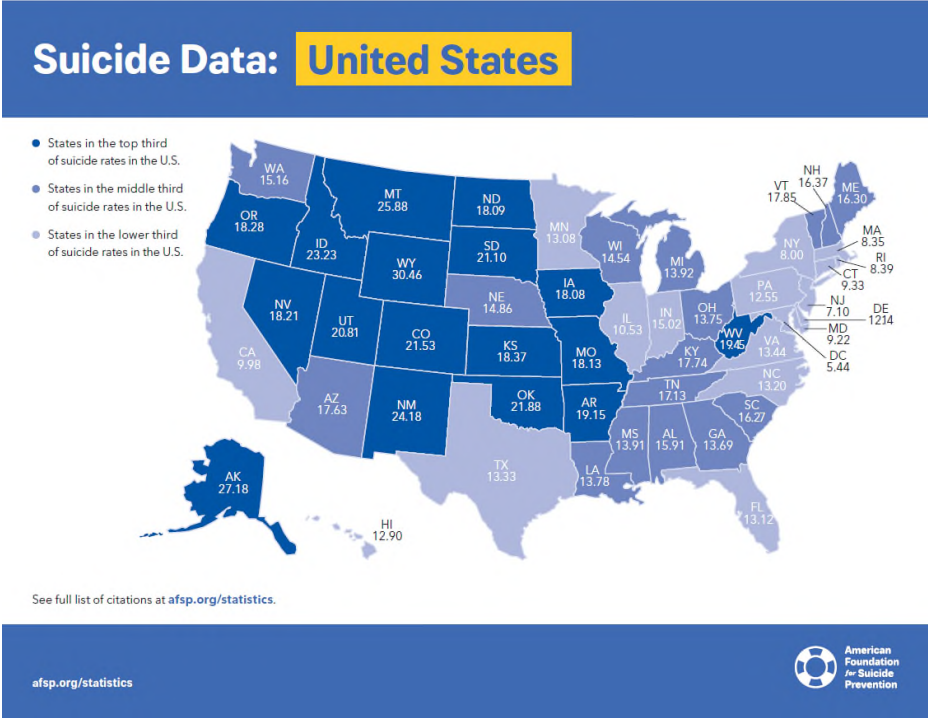 Suicide Data: United States
States in the top third
of suicide rates in the U.S.
States in the middle third
of suicide rates in the U.S.
States in the lower third
of suicide rates in the U.S.
WA
15.16
OR
18.28
ID
23.23
MT
25.88
ND
18.09
MN
13.08
WI
14.54
MI
13.92
VT
17.85
NH
16.37
ME
16.30
MA
8.35
RI
8.39
CT
9.33
NY
8.00
WY
30.46
SD
21.10
NV
18.21
UT
20.81
CO
21.53
NE
14.86
IA
18.08
IL
10.53
IN
15.02
OH
13.75
PA
12.55
NJ
7.10
DE
12.14
MD
9.22
DC
5.44
CA
9.98
KS
18.37
MO
18.13
KY
17.74
WV
19.45
VA
13.44
NC
13.20
AZ
17.63
NM
24.18
OK
21.88
AR
19.15
TN
17.13
SC
16.27
TX
13.33
LA
13.78
MS
13.91
AL
15.91
GA
13.69
FL
13.12
AK
27.18
HI
12.90
See full list of citations at afsp.org/statistics.
afsp.org/statistics
American
Foundation
for Suicide
Prevention